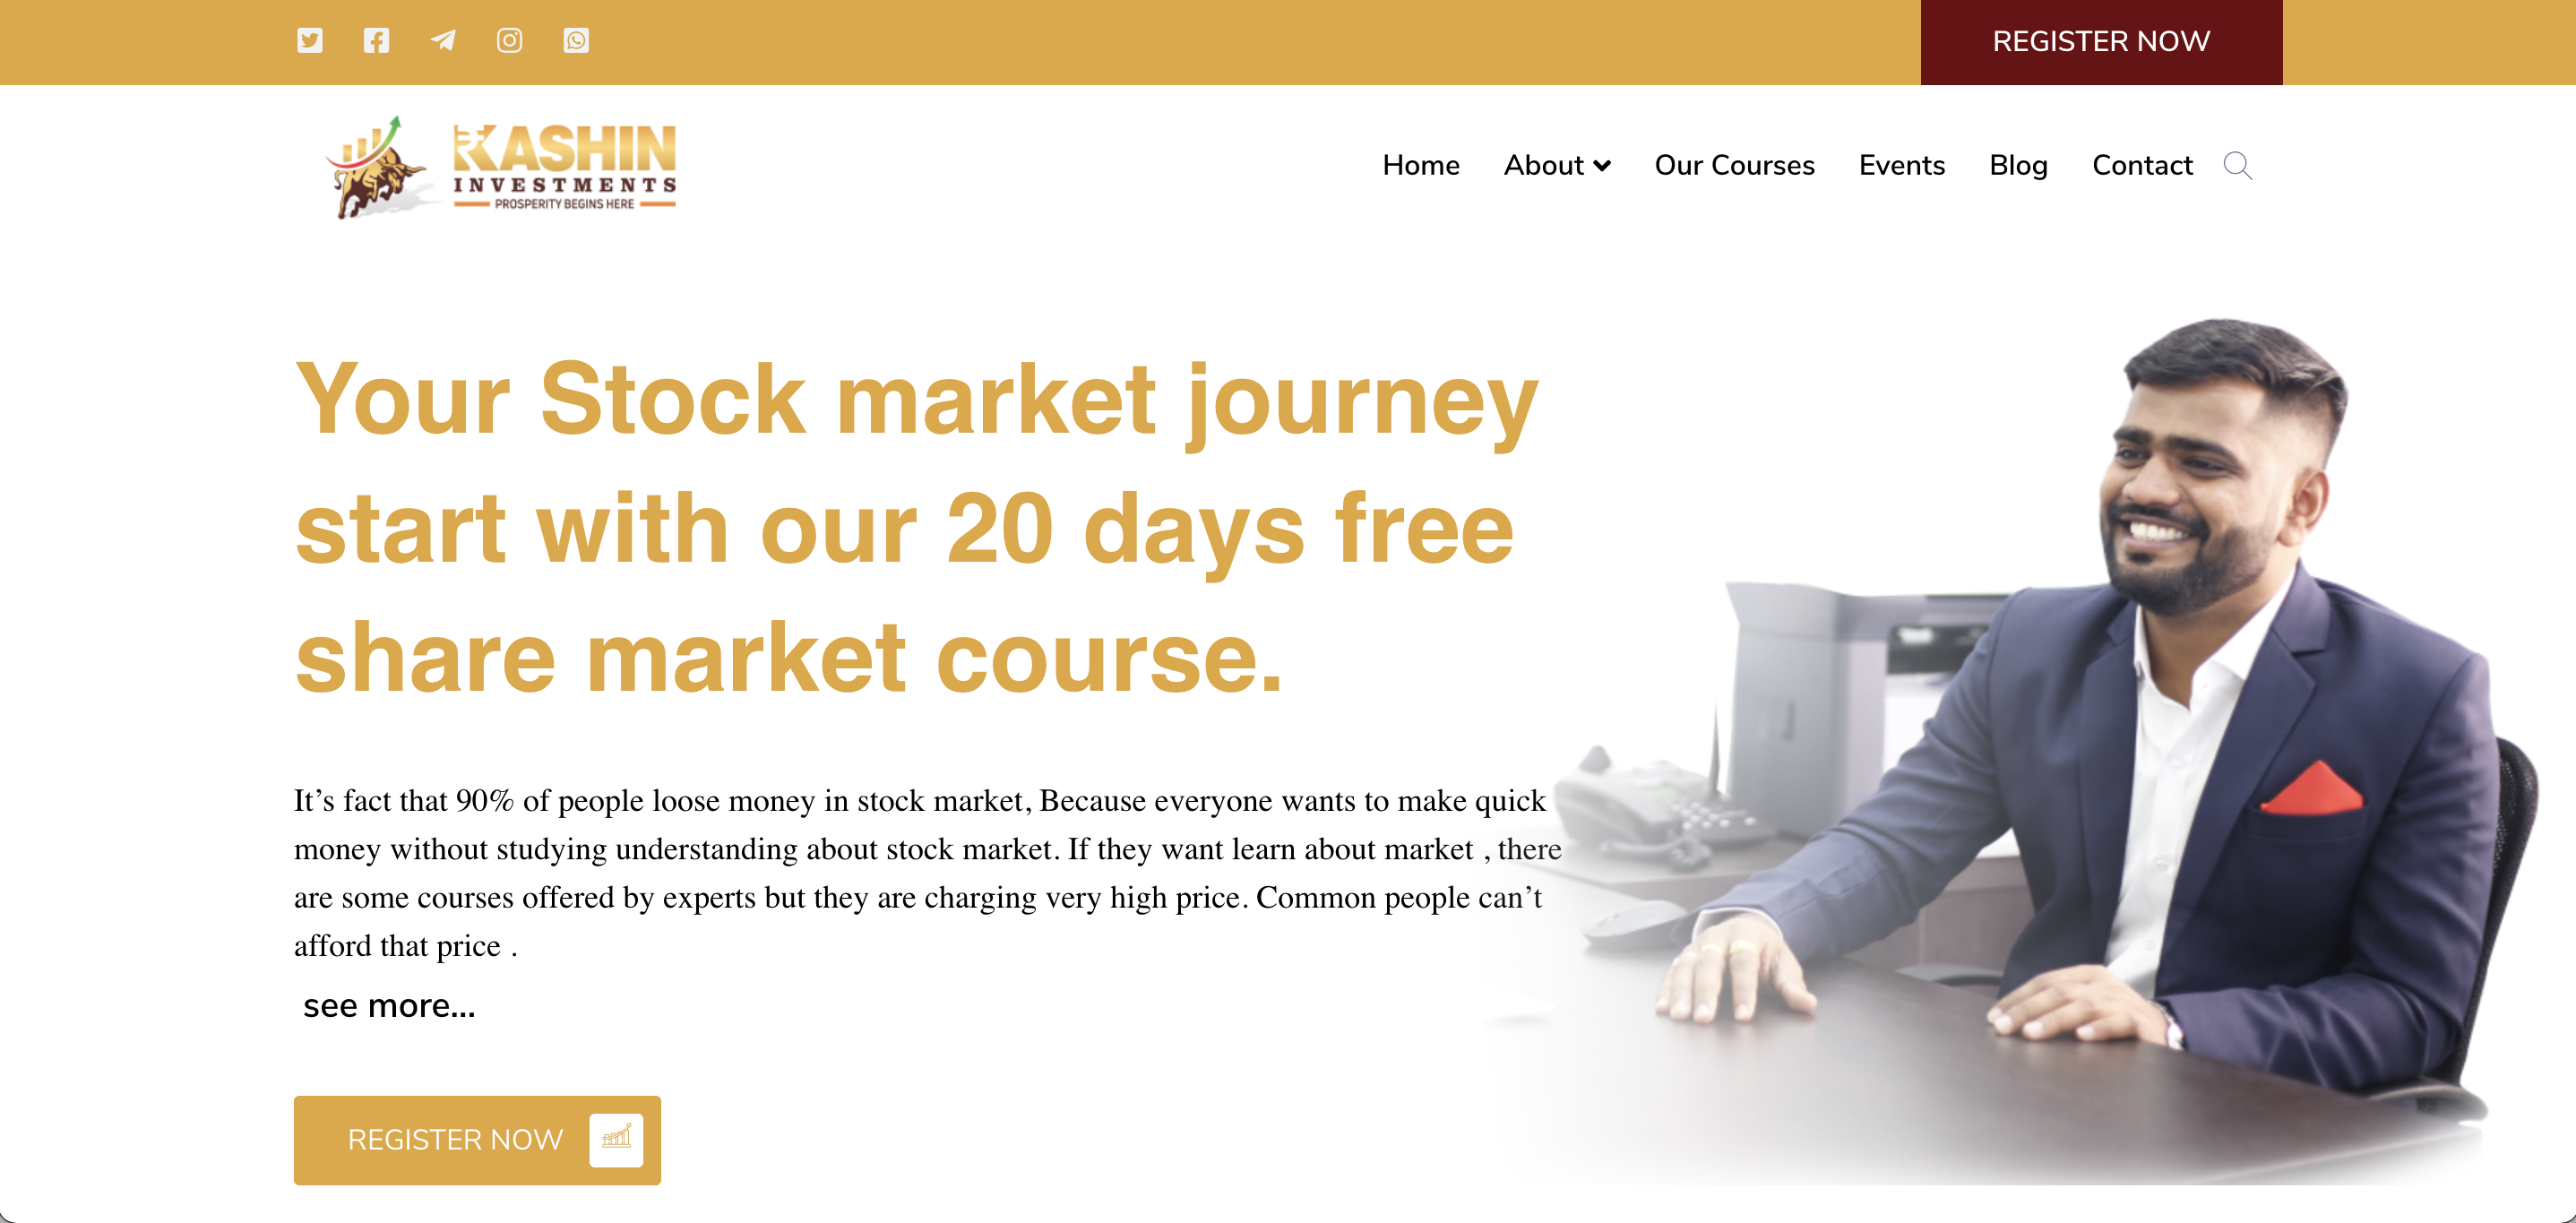 REGISTER NOW
KASHIN
INVESTMENTS
PROSPERITY BEGINS HERE
Home About Our Courses Events Blog Contact
Your Stock market journey
start with our 20 days free
share market course.
It’s fact that 90% of people loose money in stock market, Because everyone wants to make quick
money without studying understanding about stock market. If they want learn about market , there
are some courses offered by experts but they are charging very high price. Common people can’t
afford that price .
see more...
REGISTER NOW